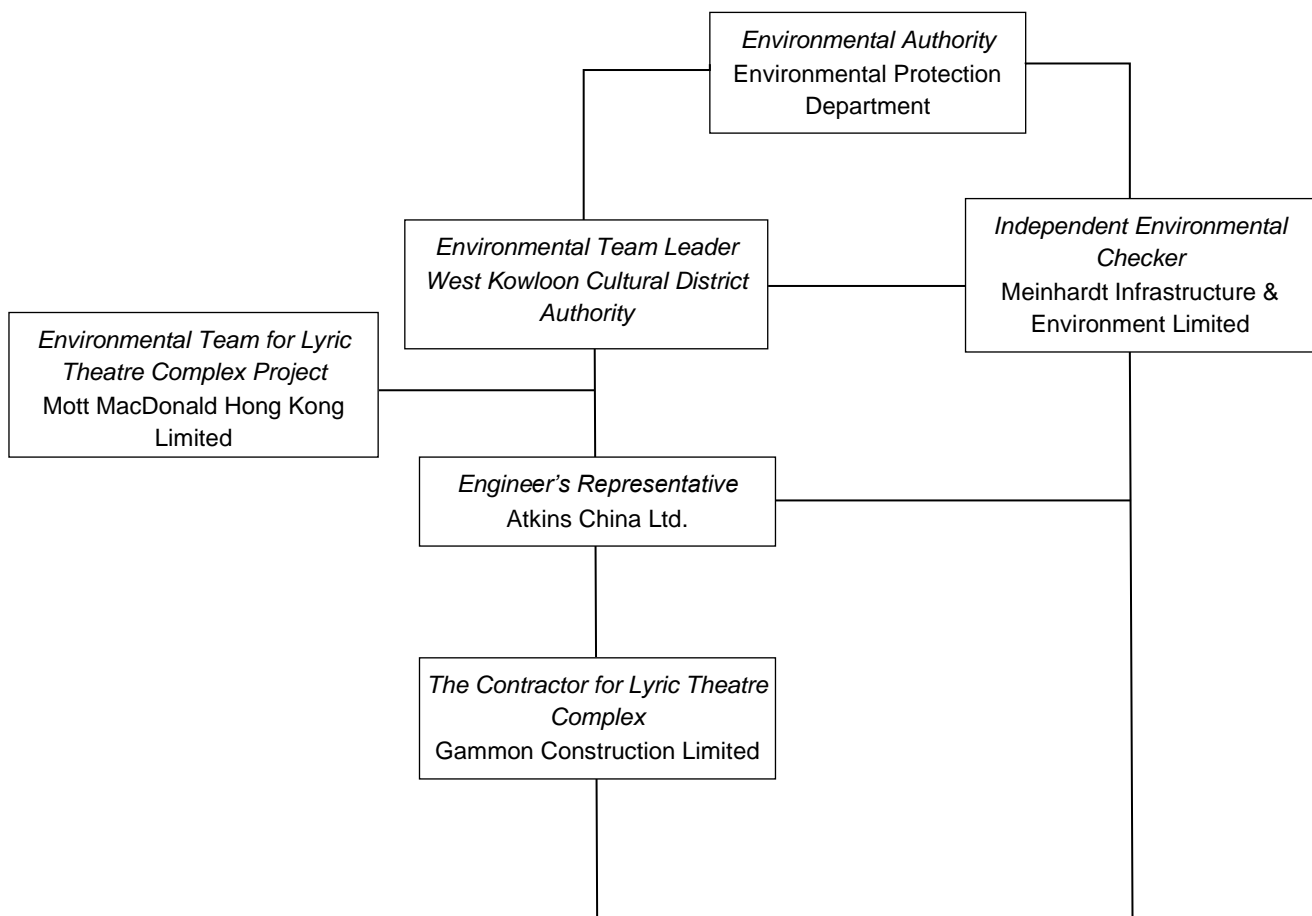 Environmental Authority
Environmental Protection
Department
Environmental Team Leader
West Kowloon Cultural District
Authority
Independent Environmental
Checker
Meinhardt Infrastructure &
Environment Limited
Environmental Team for Lyric
Theatre Complex Project
Mott MacDonald Hong Kong
Limited
Engineer's Representative
Atkins China Ltd.
The Contractor for Lyric Theatre
Complex
Gammon Construction Limited